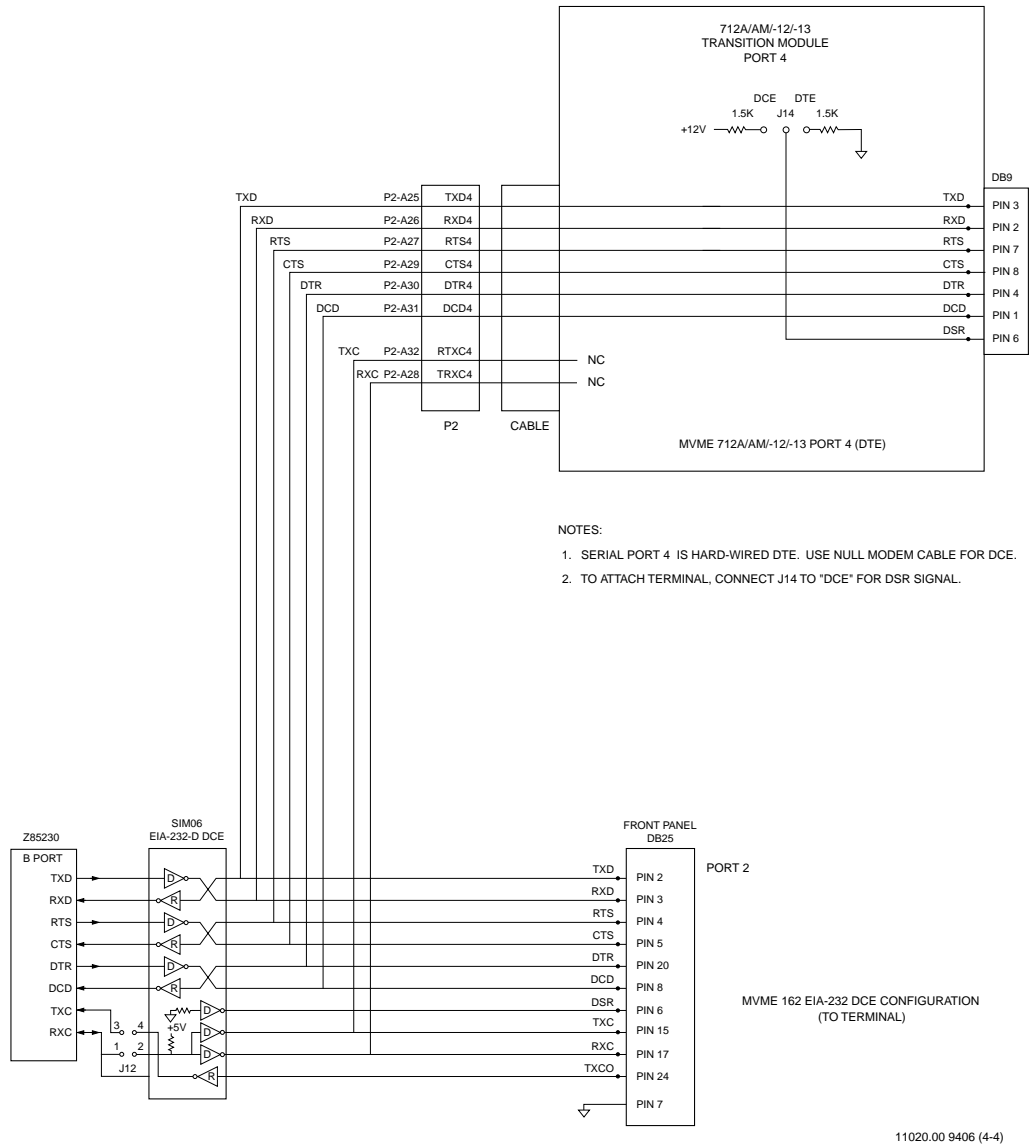 712A/AM/-12/-13
TRANSITION MODULE
PORT 4
DCE DTE
1.5K J14 1.5K
+12V
DB9
TXD P2-A25 TXD4 TXD PIN 3
RXD P2-A26 RXD4 RXD PIN 2
RTS P2-A27 RTS4 RTS PIN 7
CTS P2-A29 CTS4 CTS PIN 8
DTR P2-A30 DTR4 DTR PIN 4
DCD P2-A31 DCD4 DCD PIN 1
DSR PIN 6
TXC P2-A32 RTXC4 NC
RXC P2-A28 TRXC4 NC
P2 CABLE
MVME 712A/AM/-12/-13 PORT 4 (DTE)
NOTES:
1. SERIAL PORT 4 IS HARD-WIRED DTE. USE NULL MODEM CABLE FOR DCE.
2. TO ATTACH TERMINAL, CONNECT J14 TO "DCE" FOR DSR SIGNAL.
Z85230
B PORT
SIM06
EIA-232-D DCE
FRONT PANEL
DB25
PORT 2
TXD D TXD PIN 2
RXD R RXD PIN 3
RTS D RTS PIN 4
CTS R CTS PIN 5
DTR D DTR PIN 20
DCD R DCD PIN 8
TXC D DSR PIN 6
RXC 3 4 +5V D TXC PIN 15
1 2 D RXC PIN 17
J12 R TXCO PIN 24
PIN 7
MVME 162 EIA-232 DCE CONFIGURATION
(TO TERMINAL)
11020.00 9406 (4-4)